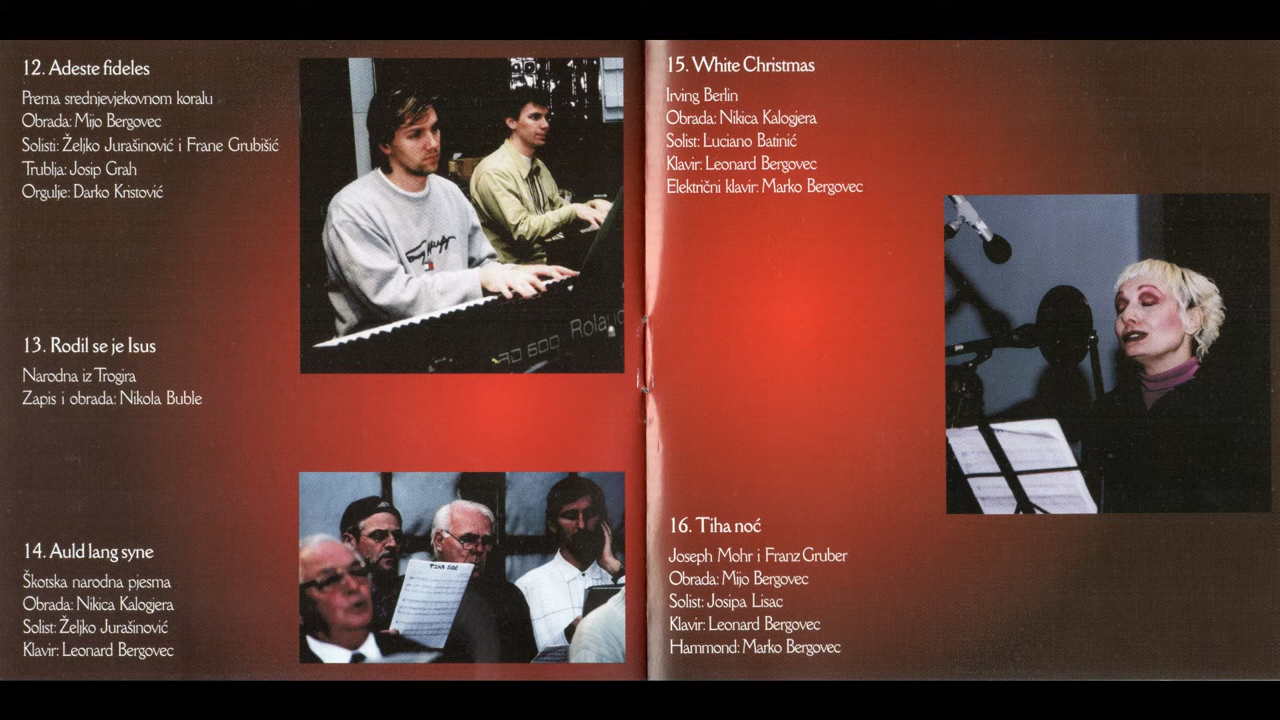 12. Adeste fideles
Prema srednjevjekovnom koralu
Obrada: Mijo Bergovec
Solisti: Željko Jurašinović i Frane Grubišić
Trublja: Josip Grah
Orgulje: Darko Kristović
13. Rodil se je Isus
Narodna iz Trogira
Zapis i obrada: Nikola Buble
14. Auld lang syne
Škotska narodna pjesma
Obrada: Nikica Kalogjera
Solist: Željko Jurašinović
Klavir: Leonard Bergovec
Roland
RD 600
TIHA NOĆ
15. White Christmas
Irving Berlin
Obrada: Nikica Kalogjera
Solist: Luciano Batinić
Klavir: Leonard Bergovec
Električni klavir: Marko Bergovec
16. Tiha noć
Joseph Mohr i Franz Gruber
Obrada: Mijo Bergovec
Solist: Josipa Lisac
Klavir: Leonard Bergovec
Hammond: Marko Bergovec